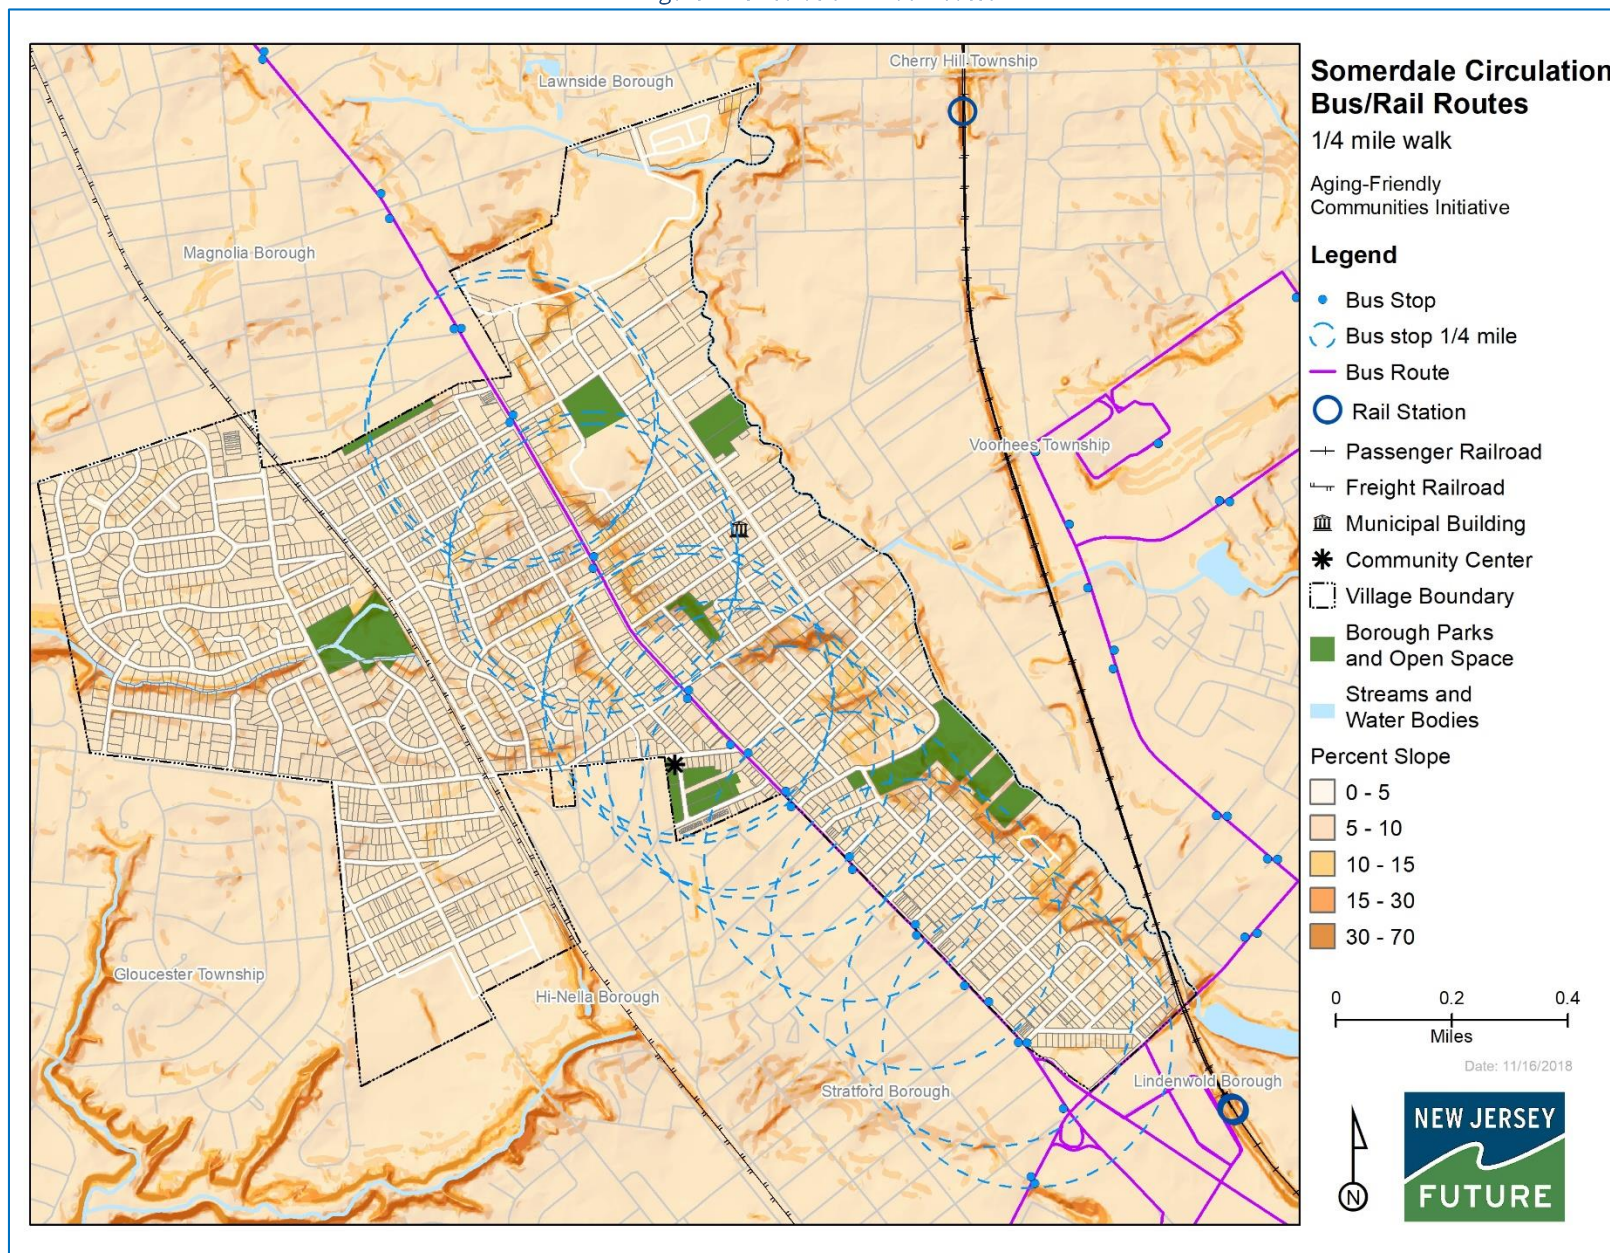 Somerdale Circulation
Bus/Rail Routes
1/4 mile walk
Aging-Friendly
Communities Initiative
Legend
Bus Stop
Bus stop 1/4 mile
Bus Route
Rail Station
Passenger Railroad
Freight Railroad
Municipal Building
Community Center
Village Boundary
Borough Parks
and Open Space
Streams and
Water Bodies
Percent Slope
0 - 5
5 - 10
10 - 15
15 - 30
30 - 70
0 0.2 0.4
Miles
Date: 11/16/2018
N
NEW JERSEY
FUTURE
Cherry Hill Township
Lawnside Borough
Magnolia Borough
Voorhees Township
Gloucester Township
Hi-Nella Borough
Stratford Borough
Lindenwold Borough